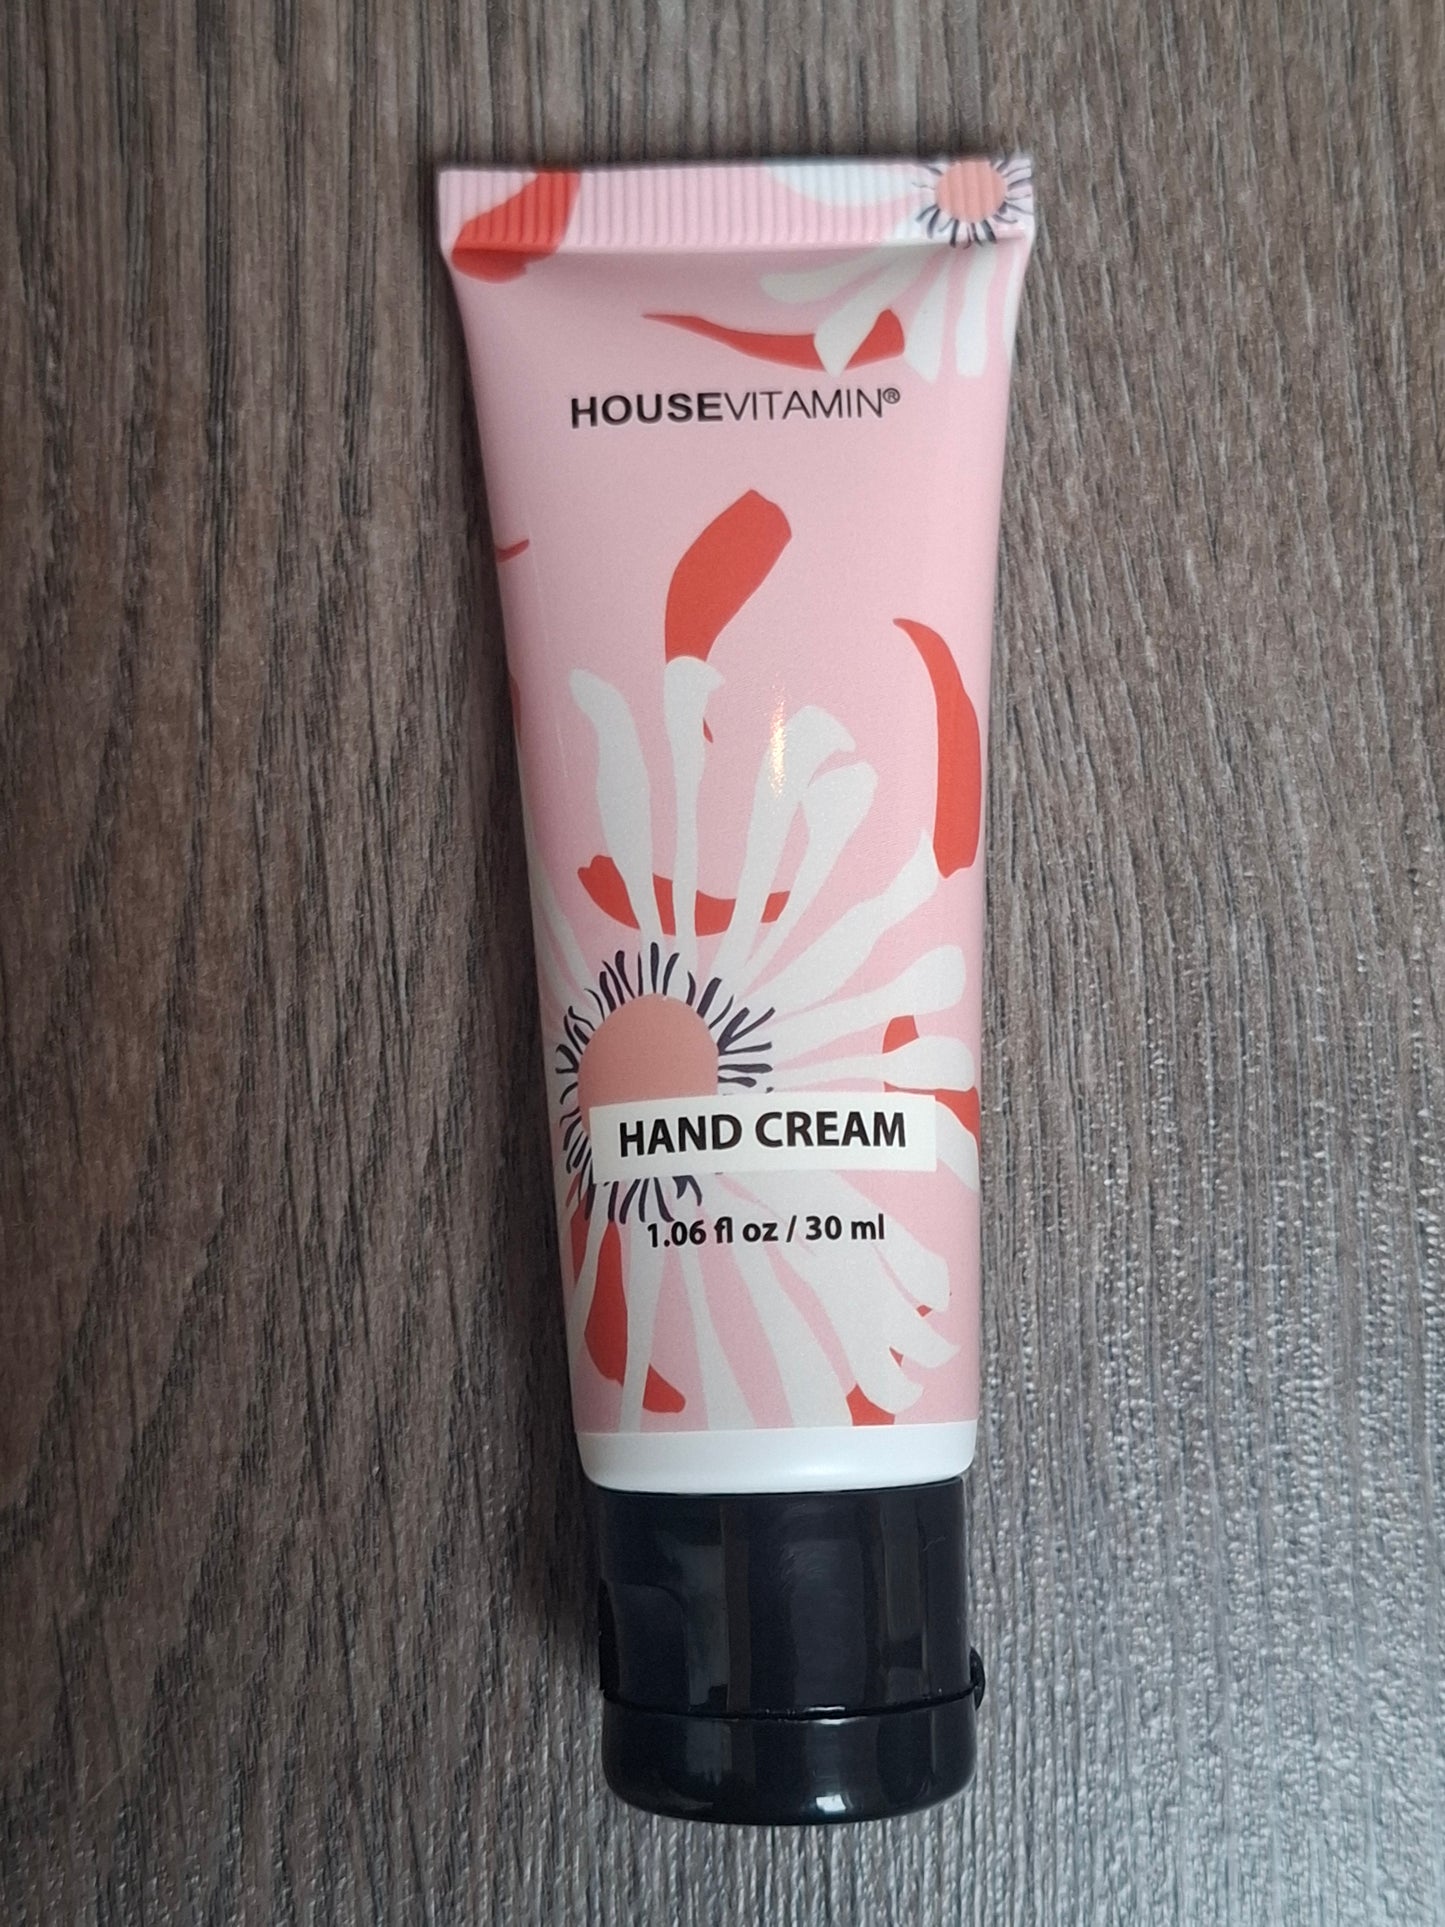 HOUSEVITAMIN®
HAND CREAM
1.06 fl oz / 30 ml